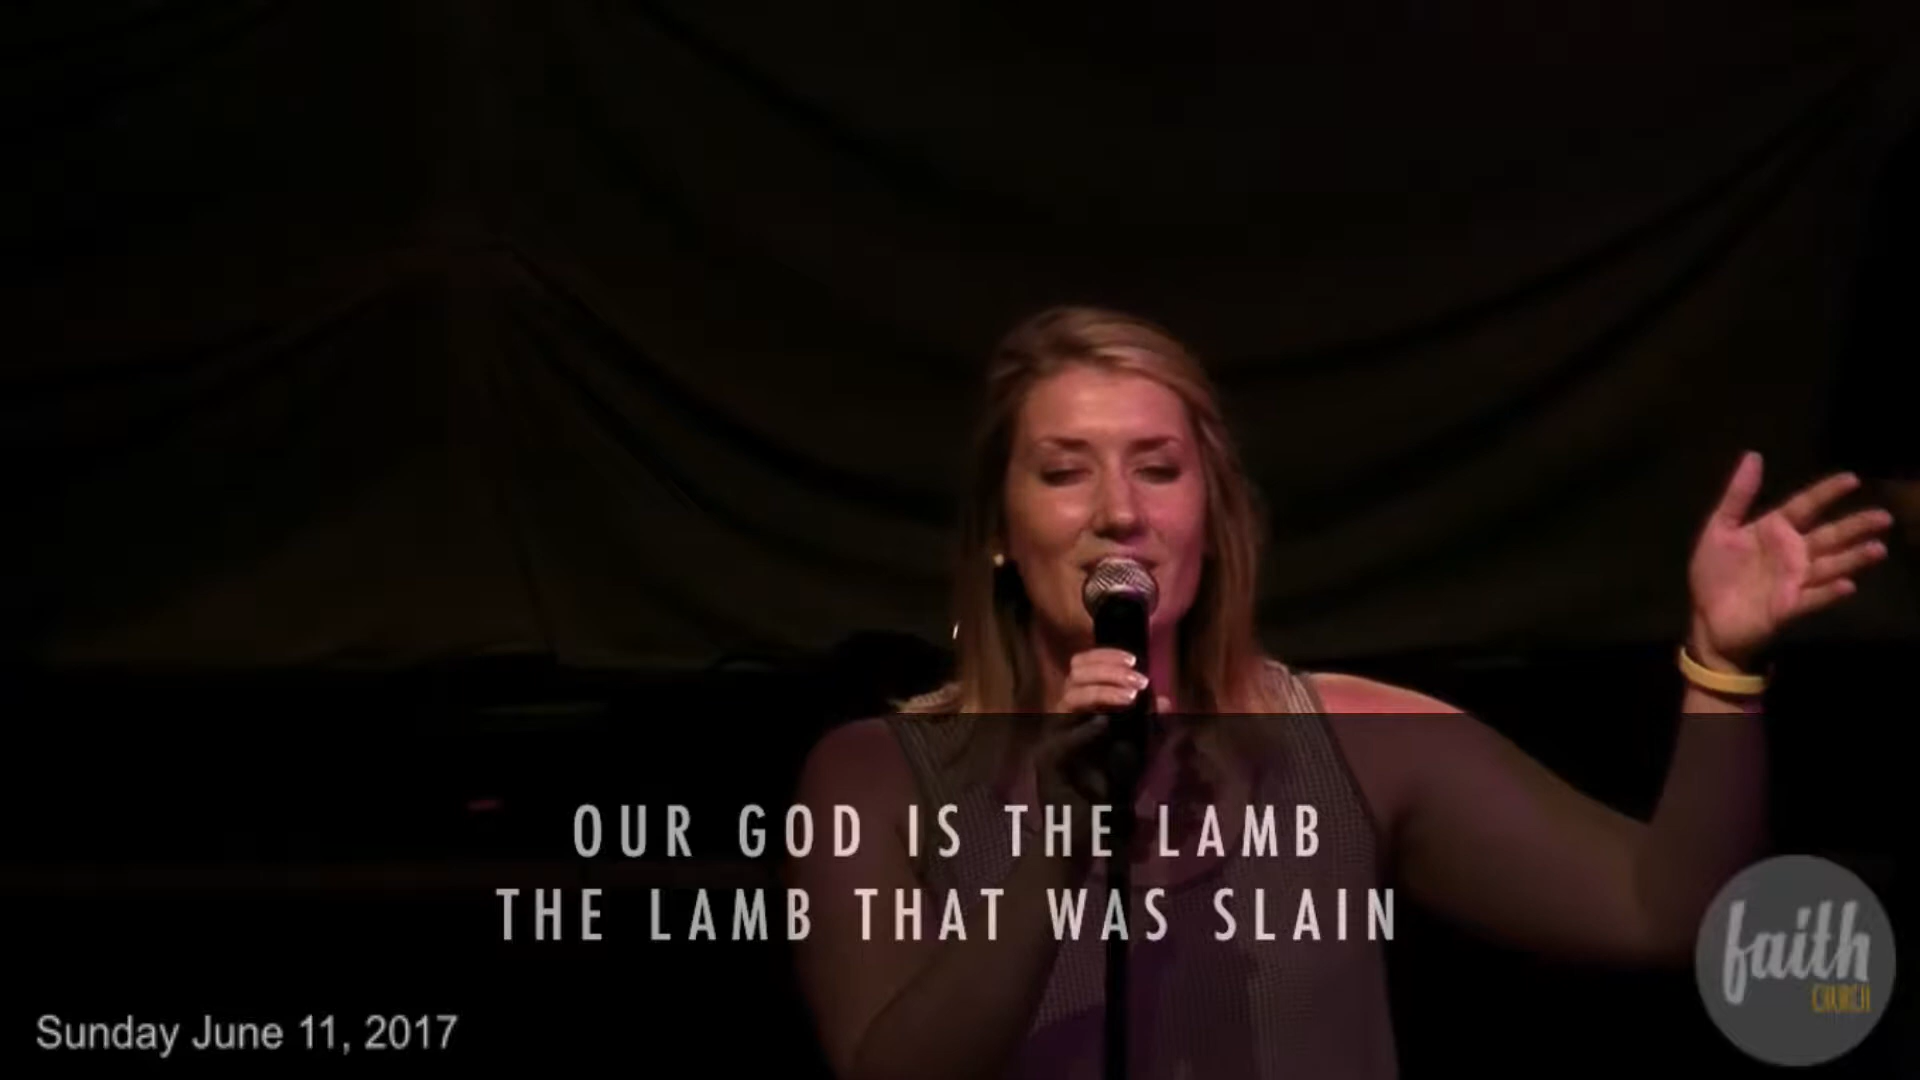 OUR GOD IS THE LAMB
THE LAMB THAT WAS SLAIN
Sunday June 11, 2017
faith
CHURCH